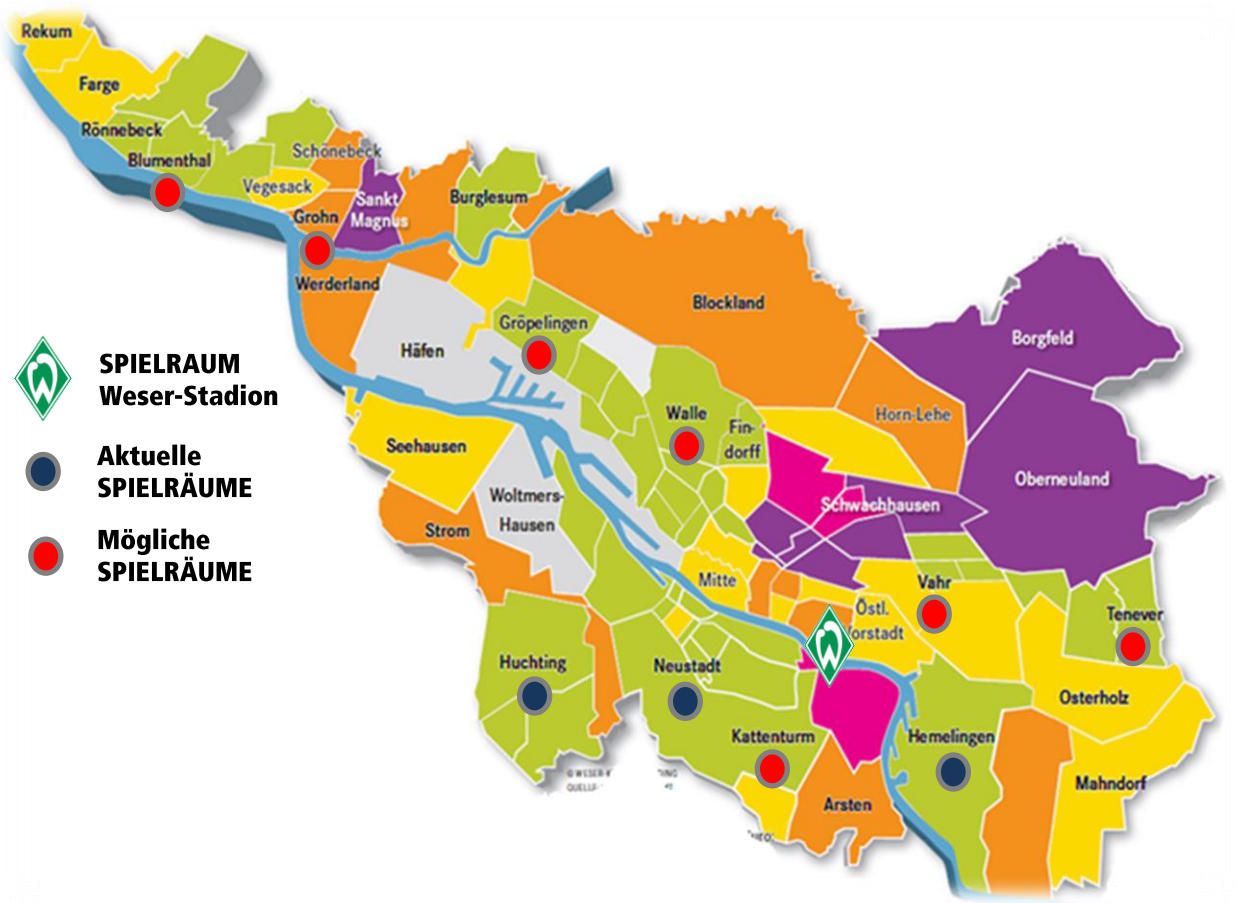 Rekum
Farge
Rönnebeck
Blumenthal
Schönebeck
Vegesack
Sankt
Magnus
Burglesum
Grohn
Werderland
Blockland
Gröpelingen
Häfen
Borgfeld
SPIELRAUM
Weser-Stadion
Aktuelle
SPIELRÄUME
Mögliche
SPIELRÄUME
Walle
Fin-
dorff
Horn-Lehe
Seehausen
Oberneuland
Woltmers-
Hausen
Schwachhausen
Strom
Mitte
Vahr
Östl.
orstadt
Tenever
Huchting
Neustadt
Osterholz
Kattenturm
Hemelingen
Mahndorf
Arsten